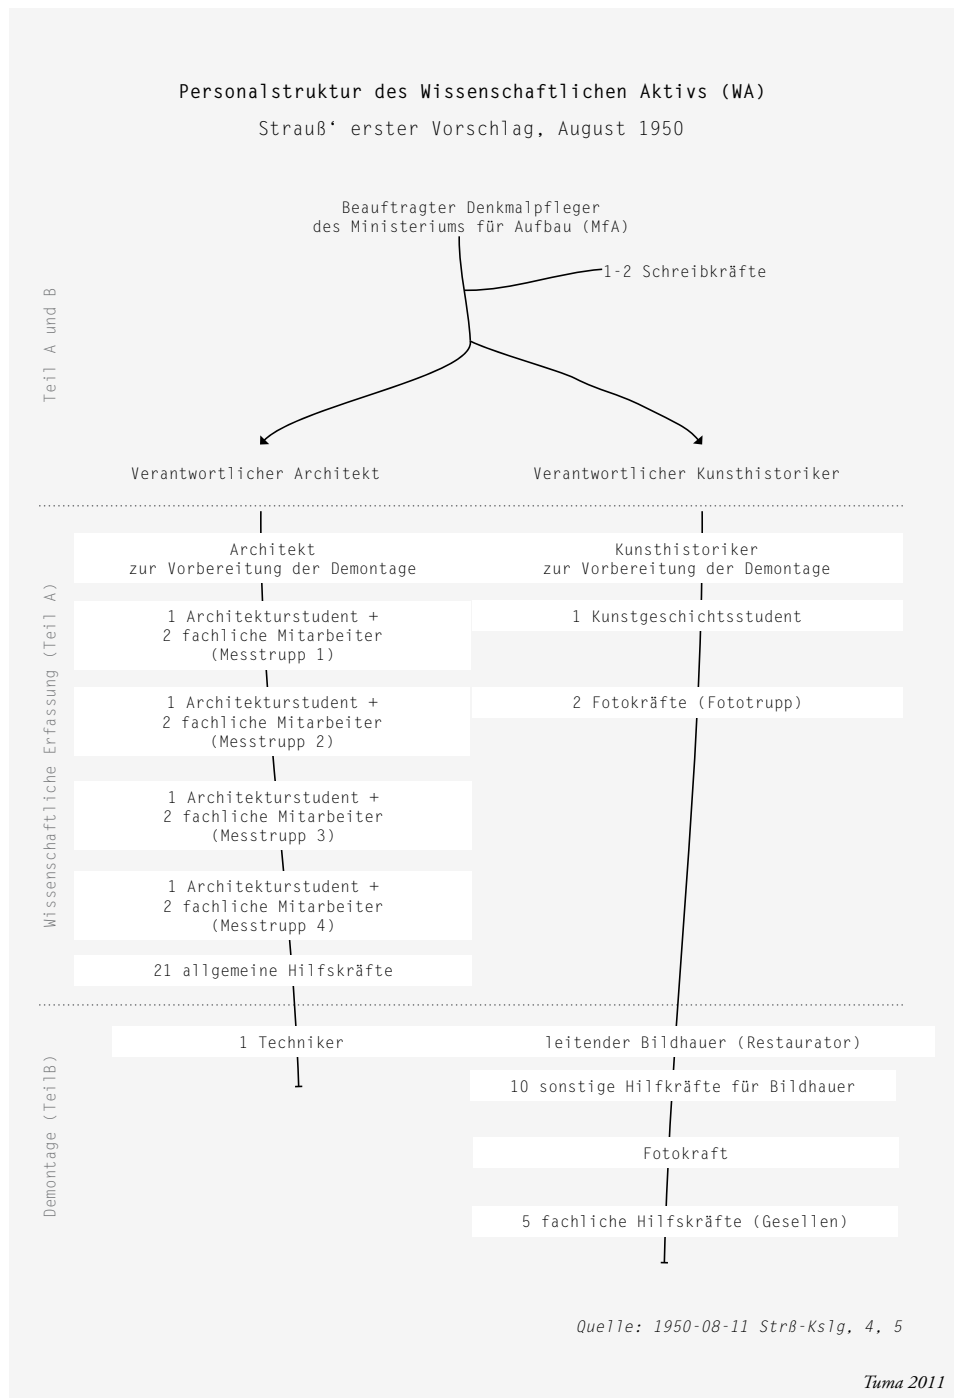 Personalstruktur des Wissenschaftlichen Aktivs (WA)
Strauß‘ erster Vorschlag, August 1950
Beauftragter Denkmalpfleger
des Ministeriums für Aufbau (MfA)
1-2 Schreibkräfte
Teil A und B
Verantwortlicher Architekt
Verantwortlicher Kunsthistoriker
Wissenschaftliche Erfassung (Teil A)
Architekt
zur Vorbereitung der Demontage
1 Architekturstudent +
2 fachliche Mitarbeiter
(Messtrupp 1)
1 Architekturstudent +
2 fachliche Mitarbeiter
(Messtrupp 2)
1 Architekturstudent +
2 fachliche Mitarbeiter
(Messtrupp 3)
1 Architekturstudent +
2 fachliche Mitarbeiter
(Messtrupp 4)
21 allgemeine Hilfskräfte
Kunsthistoriker
zur Vorbereitung der Demontage
1 Kunstgeschichtsstudent
2 Fotokräfte (Fototrupp)
Demontage (TeilB)
1 Techniker
leitender Bildhauer (Restaurator)
10 sonstige Hilfkräfte für Bildhauer
Fotokraft
5 fachliche Hilfskräfte (Gesellen)
Quelle: 1950-08-11 Strß-Kslg, 4, 5
Tuma 2011